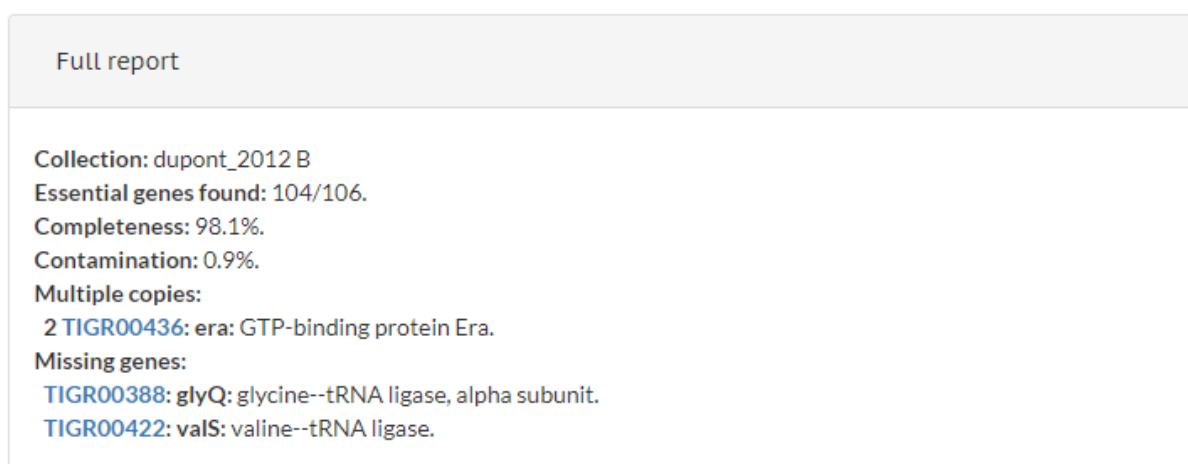 Full report
Collection: dupont_2012 B
Essential genes found: 104/106.
Completeness: 98.1%.
Contamination: 0.9%.
Multiple copies:
2 TIGR00436: era: GTP-binding protein Era.
Missing genes:
TIGR00388: glyQ: glycine--tRNA ligase, alpha subunit.
TIGR00422: valS: valine--tRNA ligase.